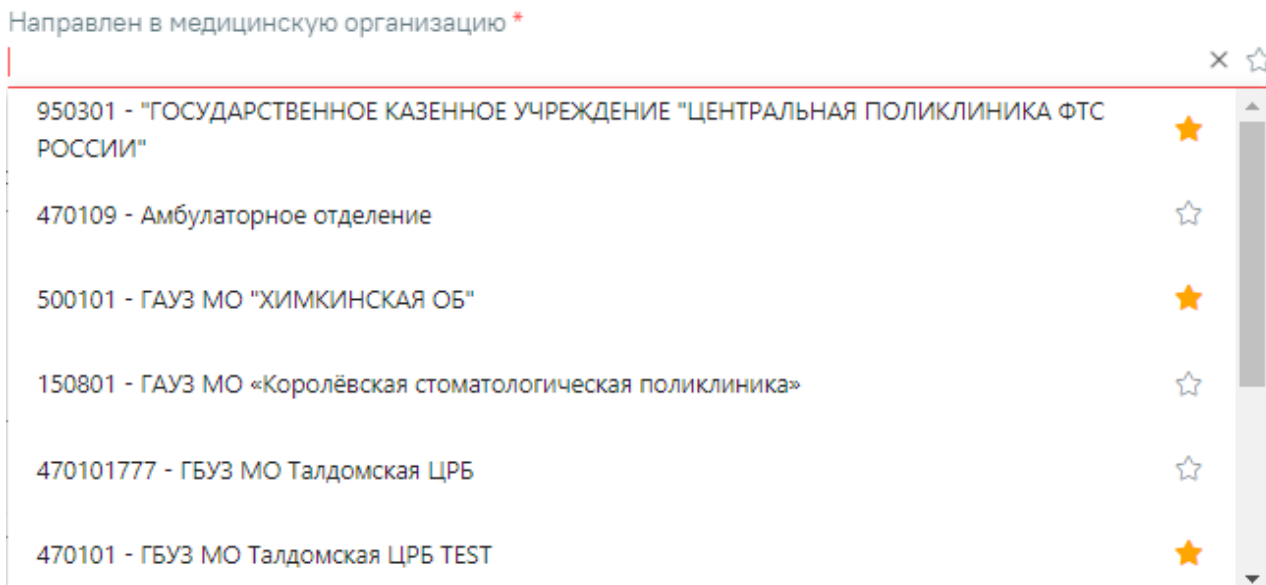 Направлен в медицинскую организацию *
950301 - "ГОСУДАРСТВЕННОЕ КАЗЕННОЕ УЧРЕЖДЕНИЕ "ЦЕНТРАЛЬНАЯ ПОЛИКЛИНИКА ФТС
РОССИИ"
470109 - Амбулаторное отделение
500101 - ГАУЗ МО "ХИМКИНСКАЯ ОБ"
150801 - ГАУЗ МО «Королёвская стоматологическая поликлиника»
470101777 - ГБУЗ МО Талдомская ЦРБ
470101 - ГБУЗ МО Талдомская ЦРБ TEST